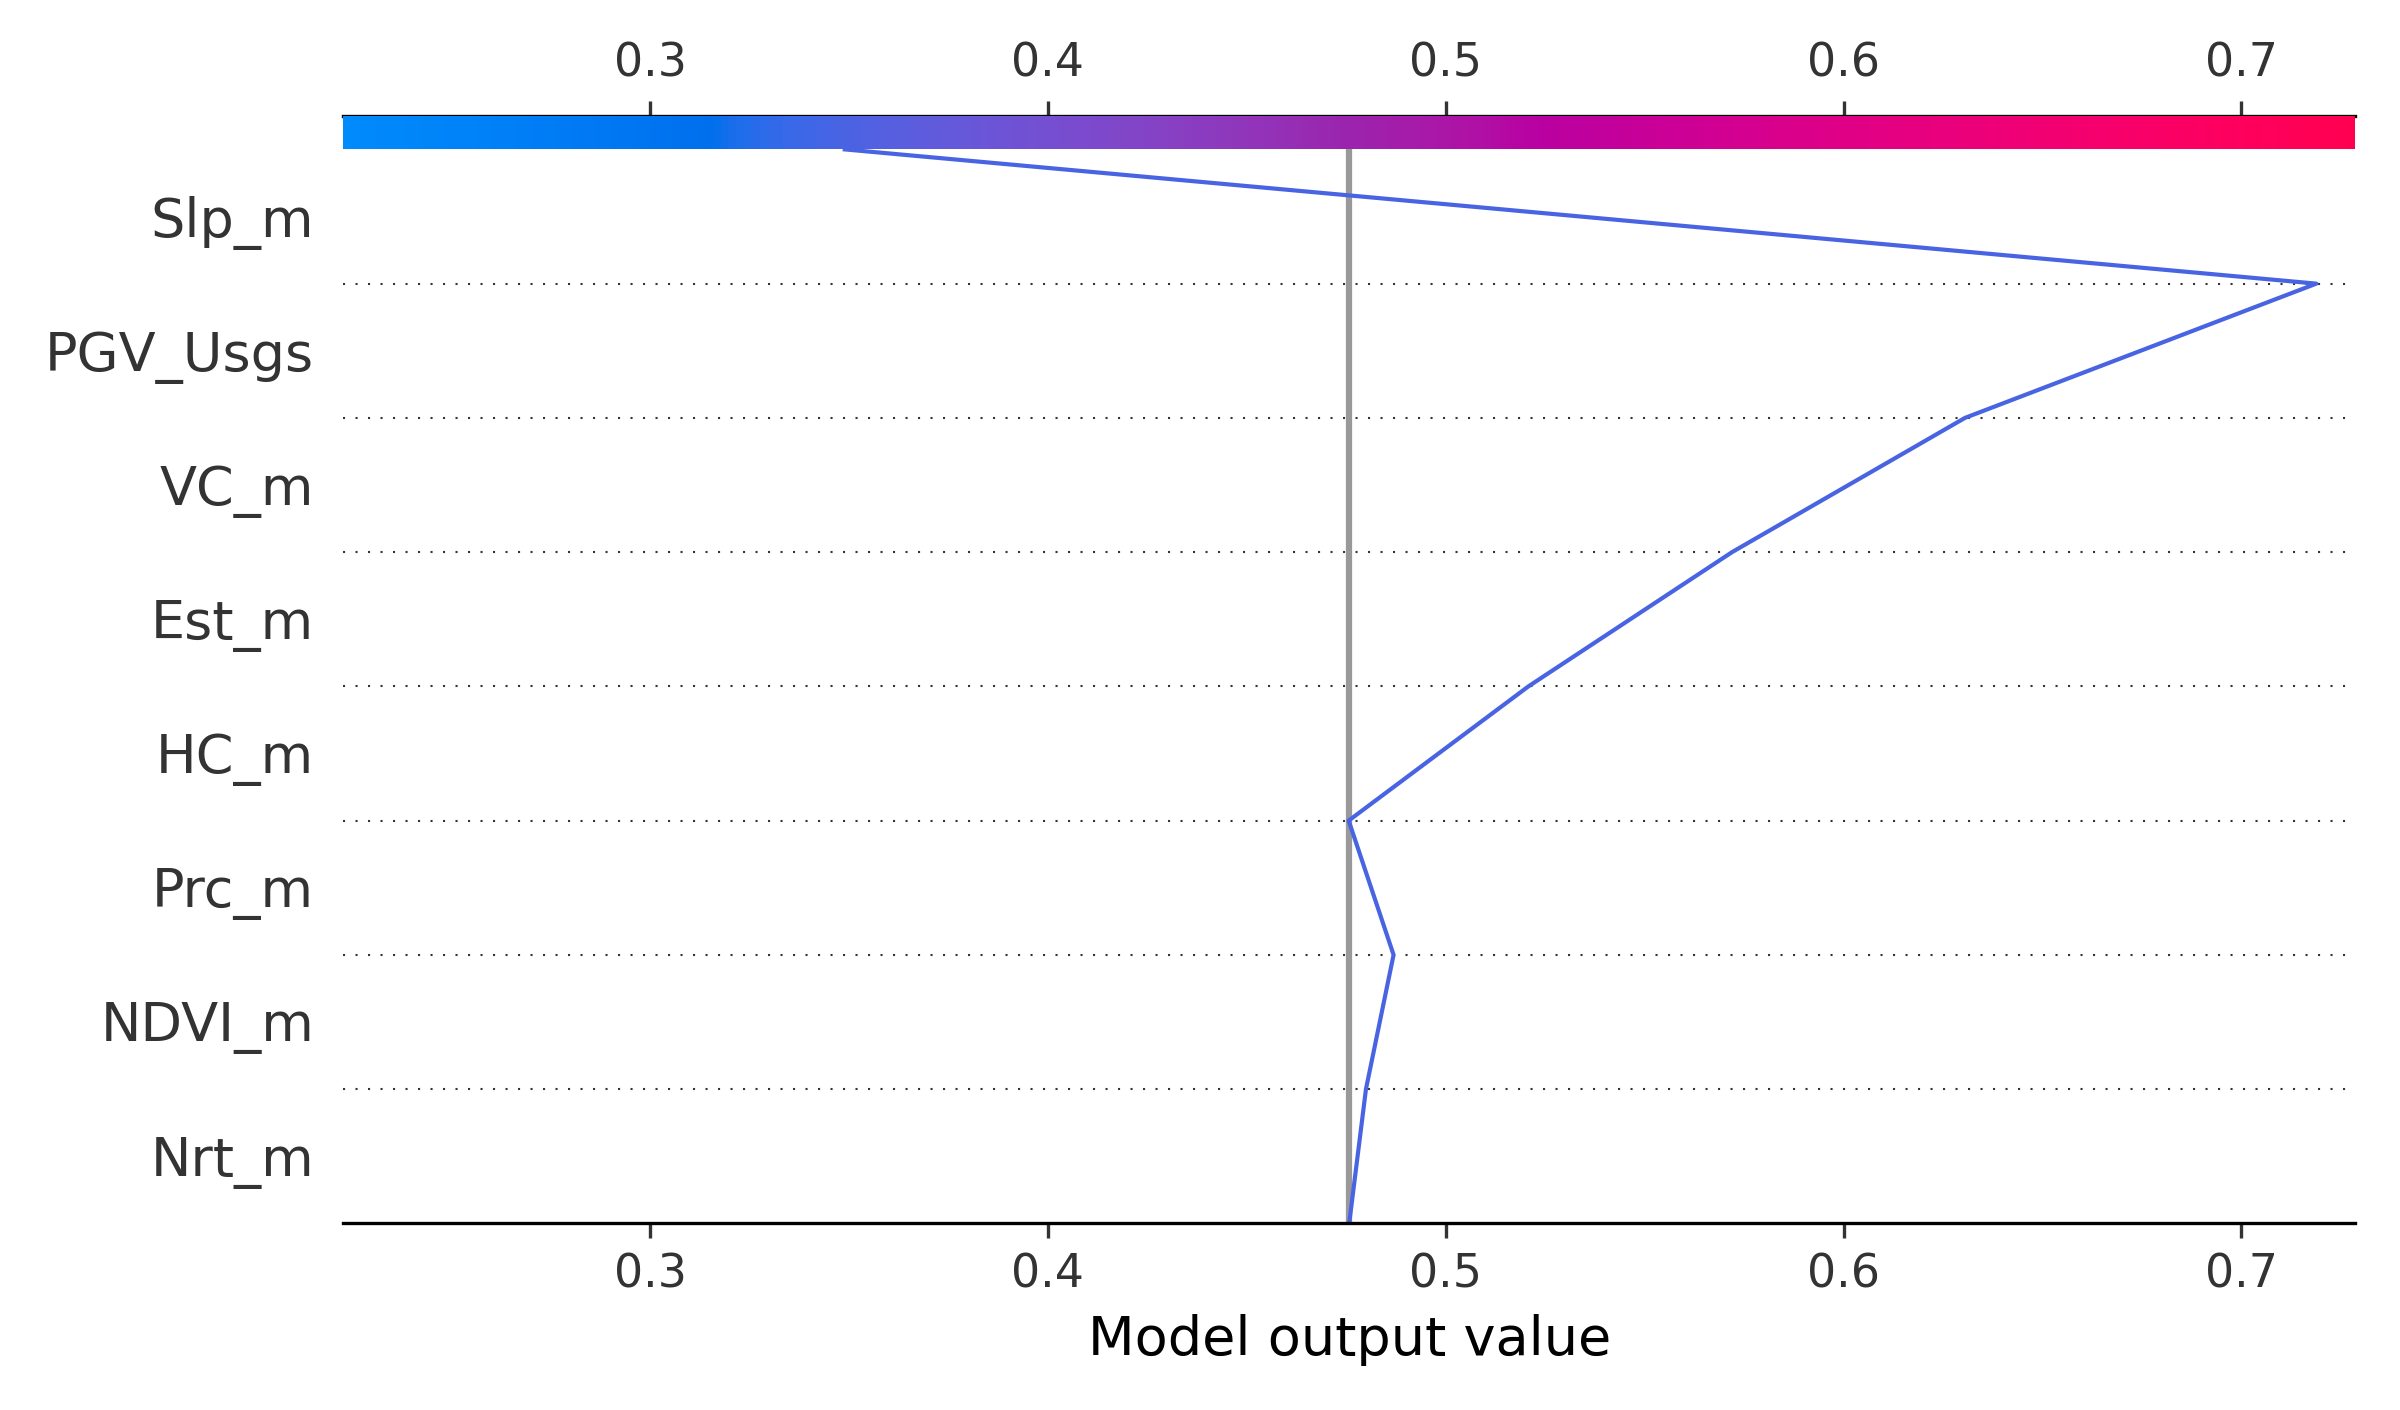 0.3 0.4 0.5 0.6 0.7
Slp_m
PGV_Usgs
VC_m
Est_m
HC_m
Prc_m
NDVI_m
Nrt_m
0.3 0.4 0.5 0.6 0.7
Model output value